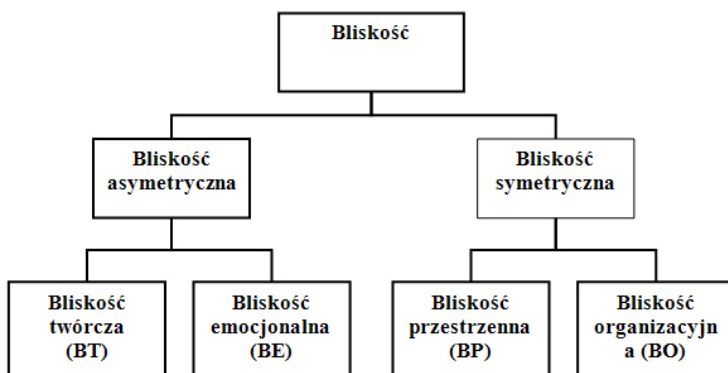 Bliskość
Bliskość
asymetryczna
Bliskość
symetryczna
Bliskość
twórcza
(BT)
Bliskość
emocjonalna
(BE)
Bliskość
przestrzenna
(BP)
Bliskość
organizacyjn
a (BO)